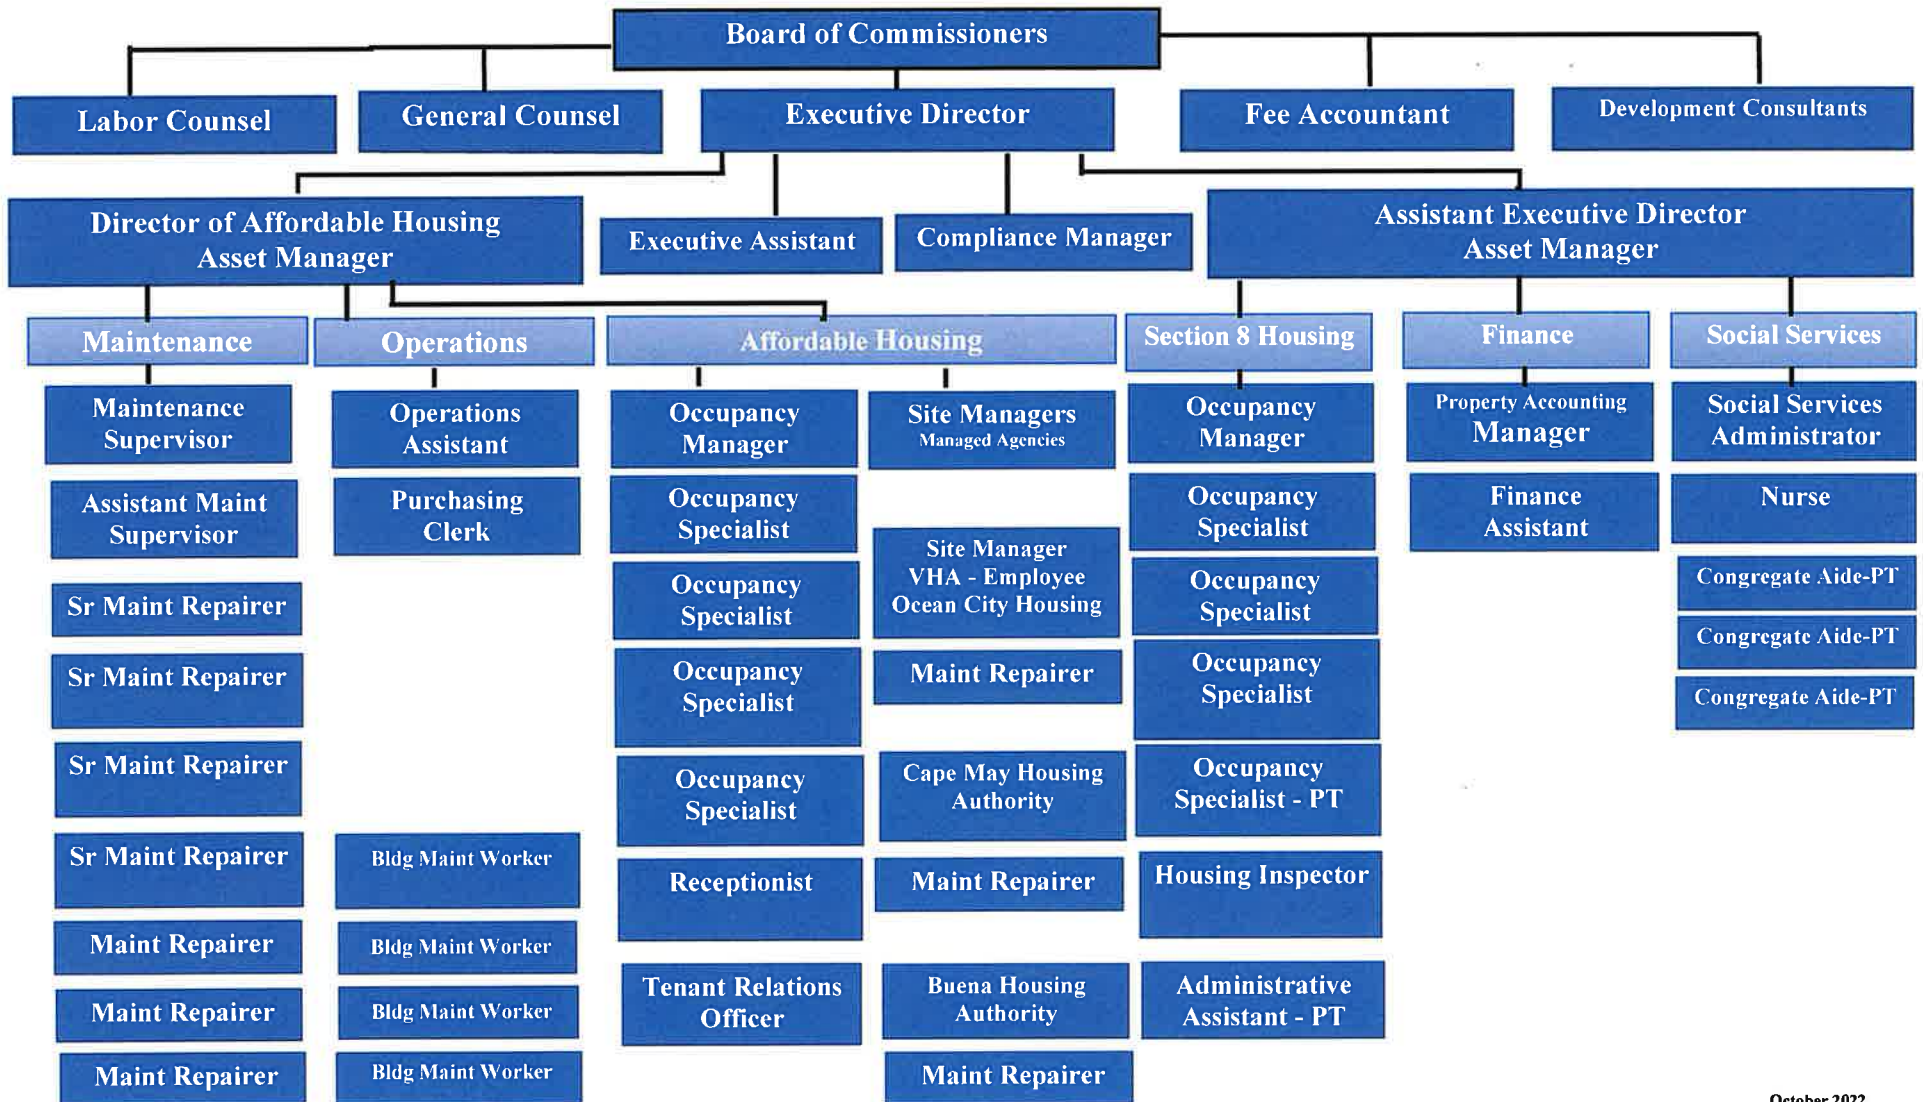 Board of Commissioners
Labor Counsel
General Counsel
Executive Director
Fee Accountant
Development Consultants
Director of Affordable Housing
Asset Manager
Executive Assistant
Compliance Manager
Assistant Executive Director
Asset Manager
Maintenance
Operations
Affordable Housing
Section 8 Housing
Finance
Social Services
Maintenance
Supervisor
Assistant Maint
Supervisor
Sr Maint Repairer
Sr Maint Repairer
Sr Maint Repairer
Sr Maint Repairer
Maint Repairer
Maint Repairer
Maint Repairer
Operations
Assistant
Purchasing
Clerk
Bldg Maint Worker
Bldg Maint Worker
Bldg Maint Worker
Bldg Maint Worker
Occupancy
Manager
Occupancy
Specialist
Occupancy
Specialist
Occupancy
Specialist
Occupancy
Specialist
Receptionist
Tenant Relations
Officer
Site Managers
Managed Agencies
Site Manager
VHA - Employee
Ocean City Housing
Maint Repairer
Cape May Housing
Authority
Maint Repairer
Buena Housing
Authority
Maint Repairer
Occupancy
Manager
Occupancy
Specialist
Occupancy
Specialist
Occupancy
Specialist
Occupancy
Specialist - PT
Housing Inspector
Administrative
Assistant - PT
Property Accounting
Manager
Finance
Assistant
Social Services
Administrator
Nurse
Congregate Aide-PT
Congregate Aide-PT
Congregate Aide-PT
October 2022